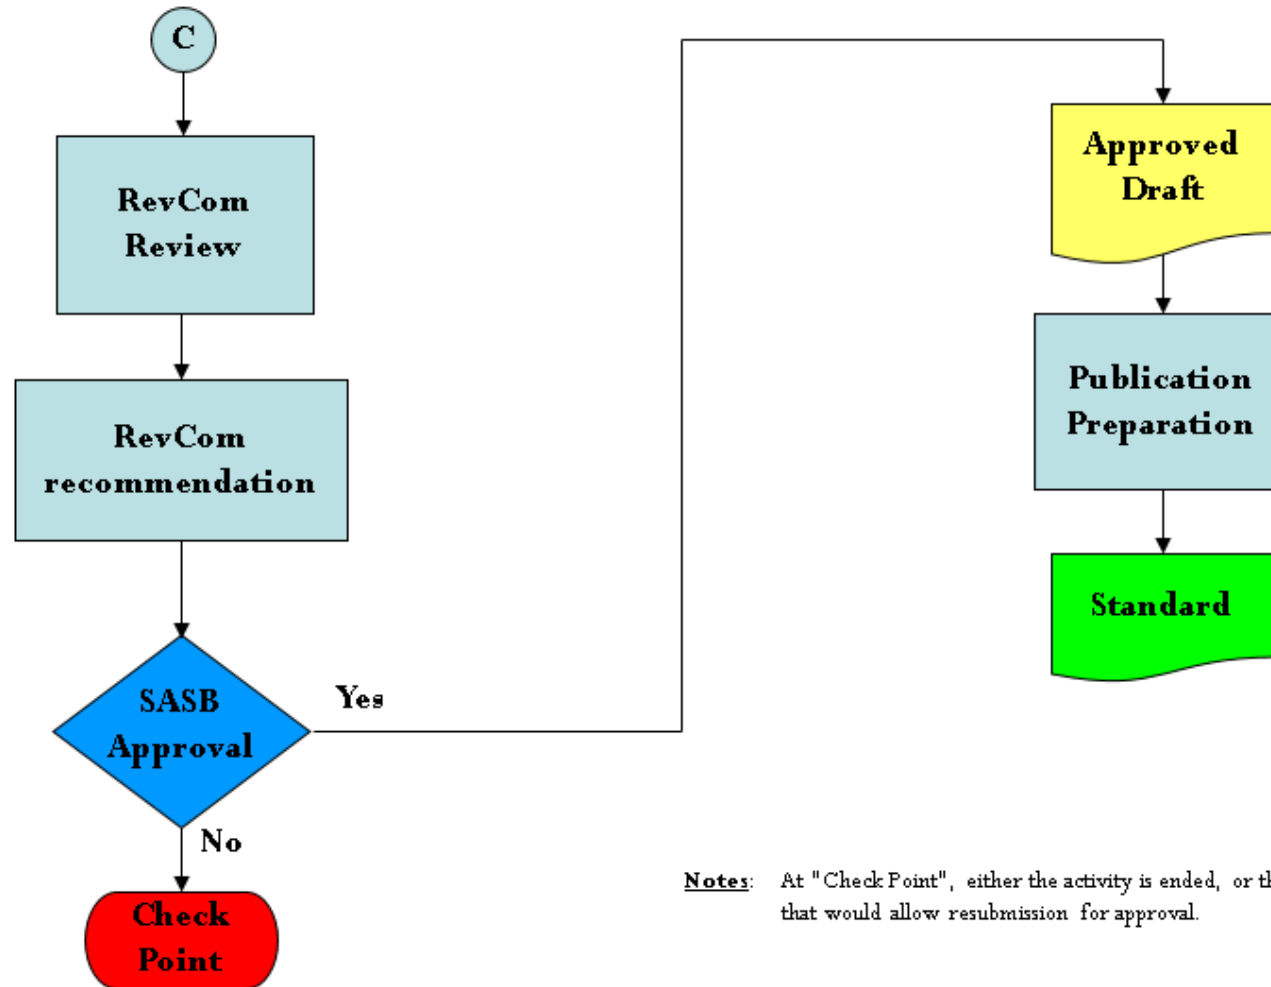 C
RevCom
Review
RevCom
recommendation
SASB
Approval
Yes
No
Check
Point
Approved
Draft
Publication
Preparation
Standard
Notes: At "Check Point", either the activity is ended, or
that would allow resubmission for approval.